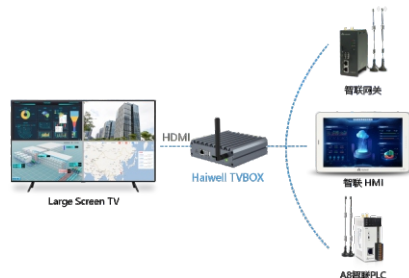 智联网关
HDMI
Haiwell TVBOX
智联 HMI
Large Screen TV
A8智联PLC